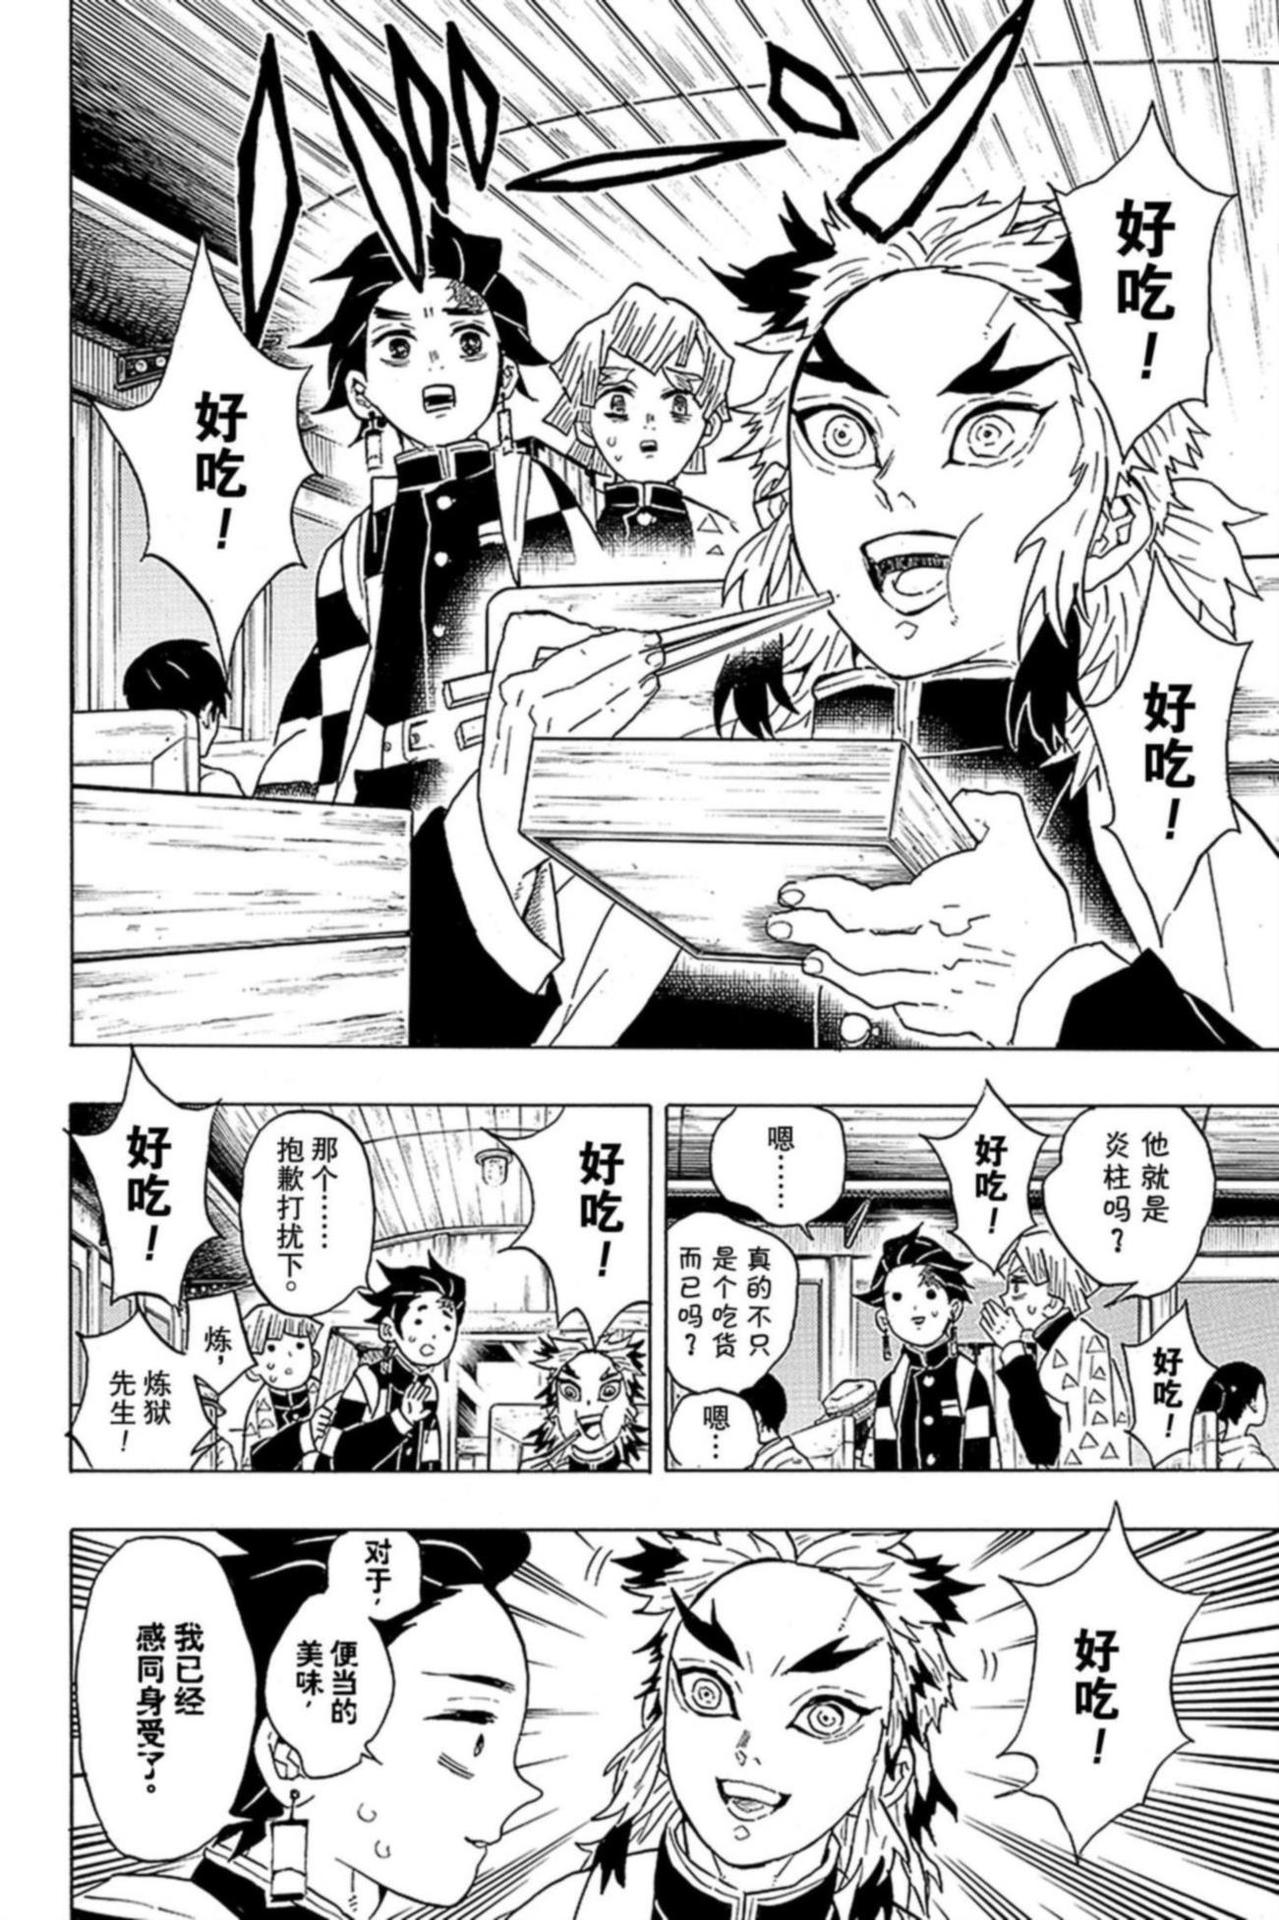 好吃！
好吃！
好吃！
他就是
炎柱吗？
好吃！
好吃！
嗯……
真的不只
是个吃货
而已吗？
嗯…
好吃！
那个……
抱歉打扰下。
好吃！
炼，
炼狱
先生！
好吃！
对于，
便当的
美味，
我已经
感同身受了。